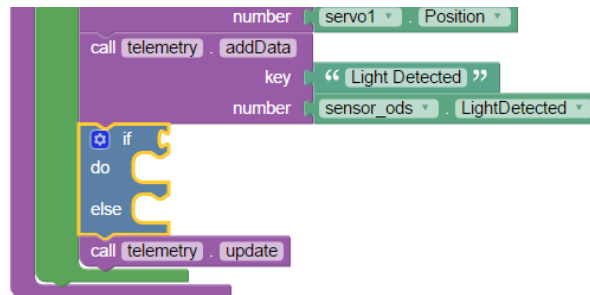 number servo1 . Position
call telemetry . addData
key “ Light Detected ”
number sensor_ods . LightDetected
if
do
else
call telemetry . update